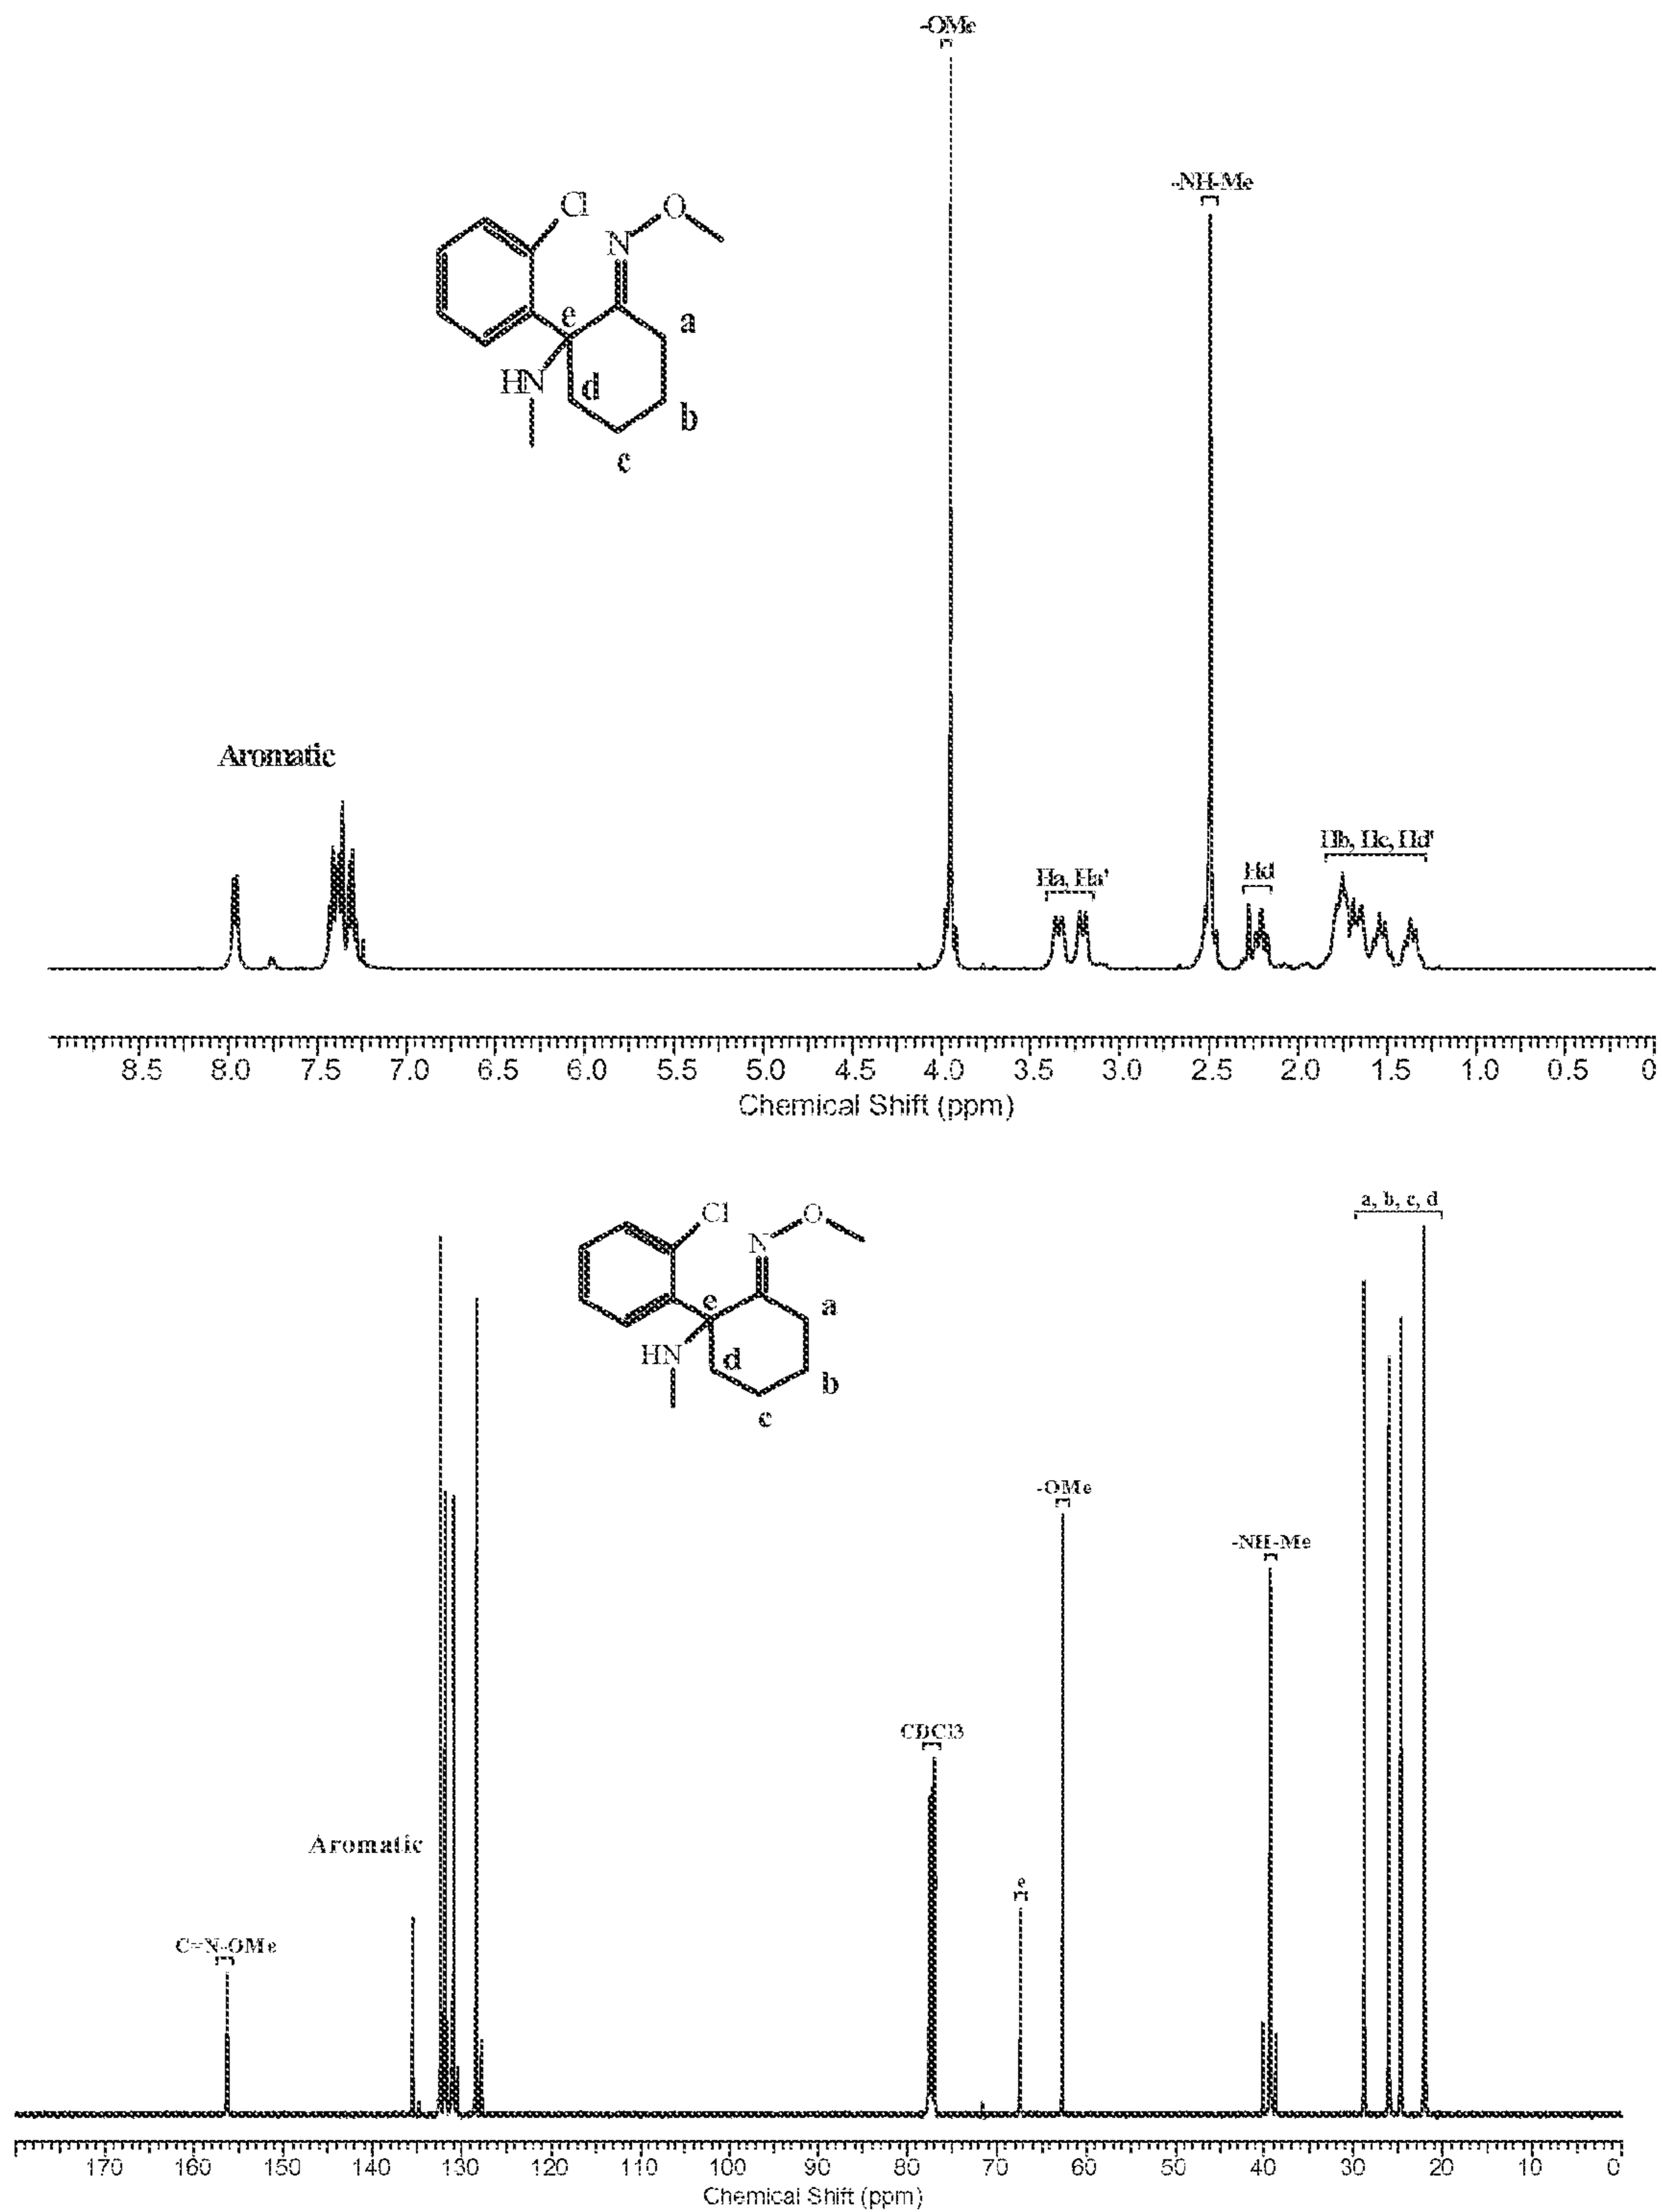 -OMe
Cl
O
N
-NH-Me
e
a
HN
d
b
c
Aromatic
Hb, Hc, Hd'
Ha, Ha'
Hd
8.5 8.0 7.5 7.0 6.5 6.0 5.5 5.0 4.5 4.0 3.5 3.0 2.5 2.0 1.5 1.0 0.5 0
Chemical Shift (ppm)
a, b, c, d
Cl
O
N
e
a
HN
d
b
c
-OMe
-NH-Me
CDCl3
Aromatic
e
C=N-OMe
170 160 150 140 130 120 110 100 90 80 70 60 50 40 30 20 10 0
Chemical Shift (ppm)